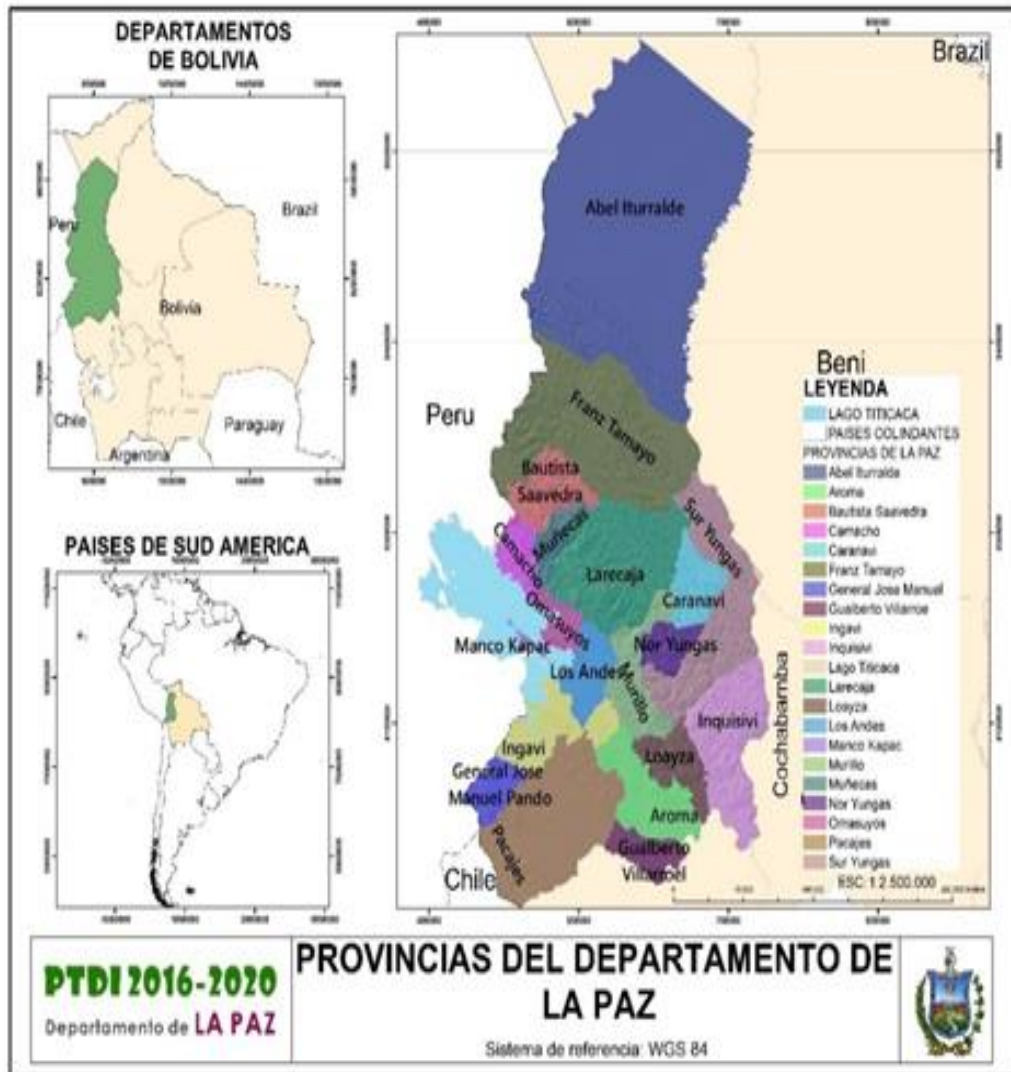 DEPARTAMENTOS
DE BOLIVIA
Peru
Brazil
Bolivia
Chile
Paraguay
Argentina
PAISES DE SUD AMERICA
Brazil
Abel Iturralde
Beni
Peru
Franz Tamayo
Bautista
Saavedra
Camacho
Muñecas
Sur Yungas
Larecaja
Caranavi
Omasuyos
Manco Kapac
Nor Yungas
Los Andes
Murillo
Inquisivi
Cochabamba
Ingavi
Loayza
General Jose
Manuel Pando
Aroma
Pacajes
Gualberto
Villarroel
Chile
LEYENDA
LAGO TITICACA
PAISES COLINDANTES
PROVINCIAS DE LA PAZ
Abel Iturralde
Aroma
Bautista Saavedra
Camacho
Caranavi
Franz Tamayo
General Jose Manuel
Gualberto Villarroe
Ingavi
Inquisivi
Lago Titicaca
Larecaja
Loayza
Los Andes
Manco Kapac
Murillo
Muñecas
Nor Yungas
Omasuyos
Pacajes
Sur Yungas
ESC: 1:2.500.000
PTDI 2016-2020
Departamento de LA PAZ
PROVINCIAS DEL DEPARTAMENTO DE
LA PAZ
Sistema de referencia: WGS 84